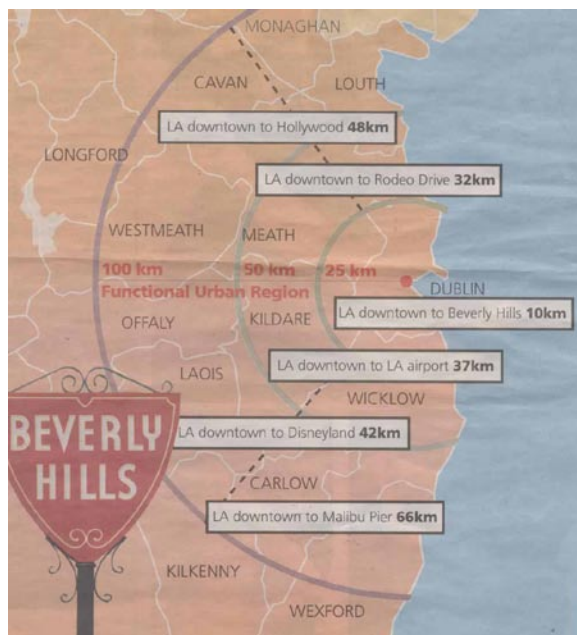 MONAGHAN
CAVAN
LOUTH
LA downtown to Hollywood 48km
LONGFORD
LA downtown to Rodeo Drive 32km
WESTMEATH
MEATH
100 km 50 km 25 km
Functional Urban Region
DUBLIN
LA downtown to Beverly Hills 10km
OFFALY
KILDARE
LA downtown to LA airport 37km
LAOIS
WICKLOW
BEVERLY
HILLS
LA downtown to Disneyland 42km
CARLOW
LA downtown to Malibu Pier 66km
KILKENNY
WEXFORD